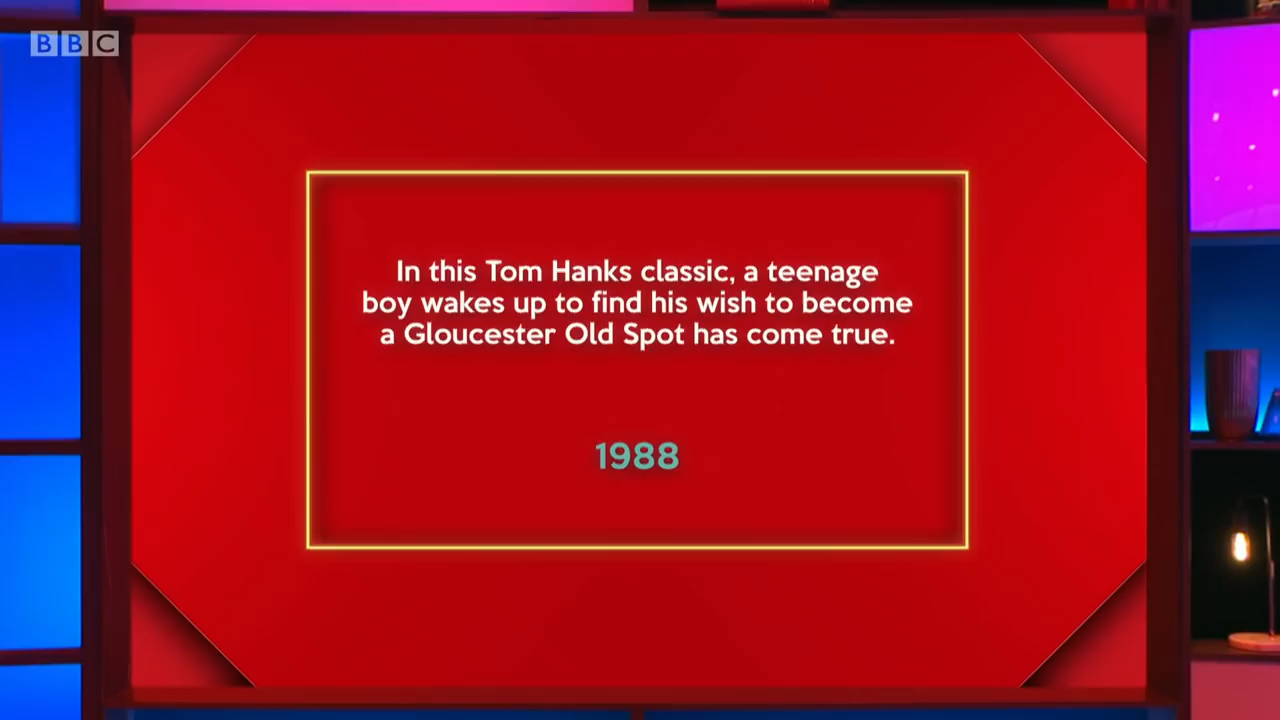 BBC
In this Tom Hanks classic, a teenage
boy wakes up to find his wish to become
a Gloucester Old Spot has come true.
1988